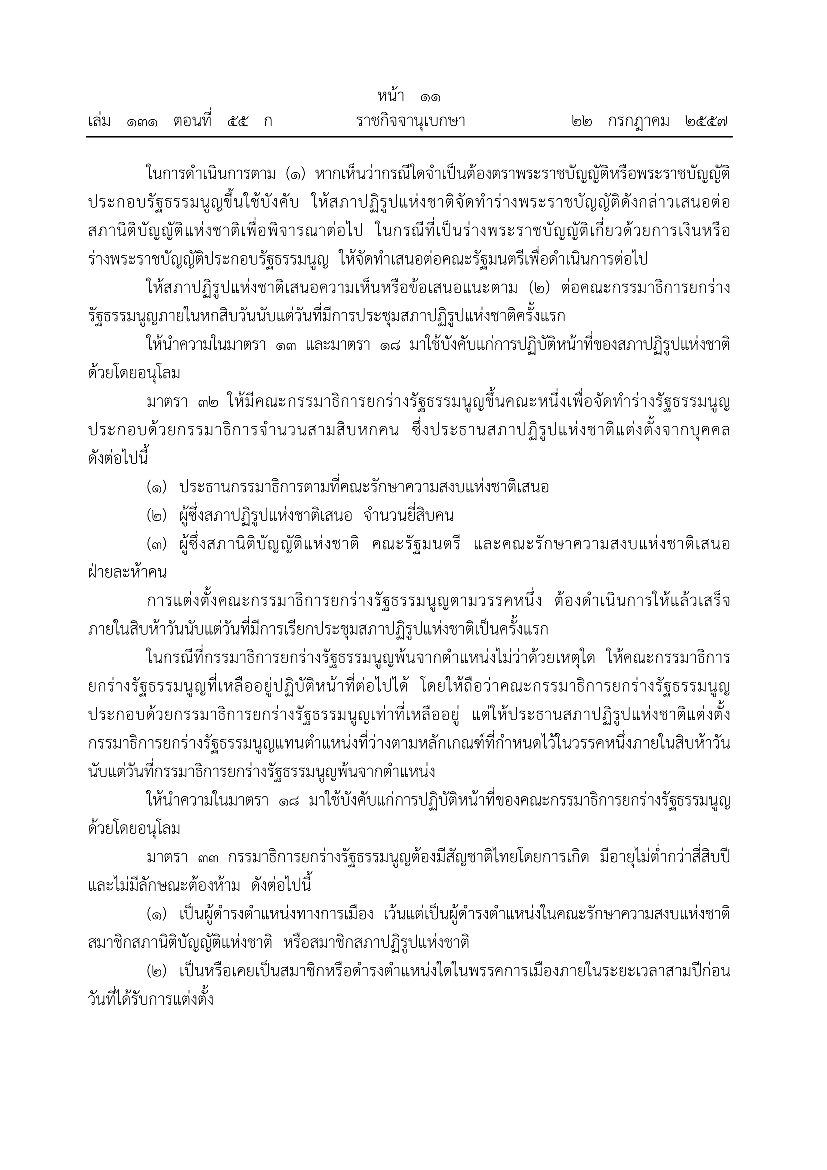 หน้า ๑๑
เล่ม ๑๓๑ ตอนที่ ๕๕ ก ราชกิจจานุเบกษา ๒๒ กรกฎาคม ๒๕๕๗
ในการดำเนินการตาม (๑) หากเห็นว่ากรณีใดจำเป็นต้องตราพระราชบัญญัติหรือพระราชบัญญัติ
ประกอบรัฐธรรมนูญขึ้นใช้บังคับ ให้สภาปฏิรูปแห่งชาติจัดทำร่างพระราชบัญญัติดังกล่าวเสนอต่อ
สภานิติบัญญัติแห่งชาติเพื่อพิจารณาต่อไป ในกรณีที่เป็นร่างพระราชบัญญัติเกี่ยวด้วยการเงินหรือ
ร่างพระราชบัญญัติประกอบรัฐธรรมนูญ ให้จัดทำเสนอต่อคณะรัฐมนตรีเพื่อดำเนินการต่อไป
ให้สภาปฏิรูปแห่งชาติเสนอความเห็นหรือข้อเสนอแนะตาม (๒) ต่อคณะกรรมาธิการยกร่าง
รัฐธรรมนูญภายในหกสิบวันนับแต่วันที่มีการประชุมสภาปฏิรูปแห่งชาติครั้งแรก
ให้นำความในมาตรา ๑๓ และมาตรา ๑๘ มาใช้บังคับแก่การปฏิบัติหน้าที่ของสภาปฏิรูปแห่งชาติ
ด้วยโดยอนุโลม
มาตรา ๓๒ ให้มีคณะกรรมาธิการยกร่างรัฐธรรมนูญขึ้นคณะหนึ่งเพื่อจัดทำร่างรัฐธรรมนูญ
ประกอบด้วยกรรมาธิการจำนวนสามสิบหกคน ซึ่งประธานสภาปฏิรูปแห่งชาติแต่งตั้งจากบุคคล
ดังต่อไปนี้
(๑) ประธานกรรมาธิการตามที่คณะรักษาความสงบแห่งชาติเสนอ
(๒) ผู้ซึ่งสภาปฏิรูปแห่งชาติเสนอ จำนวนยี่สิบคน
(๓) ผู้ซึ่งสภานิติบัญญัติแห่งชาติ คณะรัฐมนตรี และคณะรักษาความสงบแห่งชาติเสนอ
ฝ่ายละห้าคน
การแต่งตั้งคณะกรรมาธิการยกร่างรัฐธรรมนูญตามวรรคหนึ่ง ต้องดำเนินการให้แล้วเสร็จ
ภายในสิบห้าวันนับแต่วันที่มีการเรียกประชุมสภาปฏิรูปแห่งชาติเป็นครั้งแรก
ในกรณีที่กรรมาธิการยกร่างรัฐธรรมนูญพ้นจากตำแหน่งไม่ว่าด้วยเหตุใด ให้คณะกรรมาธิการ
ยกร่างรัฐธรรมนูญที่เหลืออยู่ปฏิบัติหน้าที่ต่อไปได้ โดยให้ถือว่าคณะกรรมาธิการยกร่างรัฐธรรมนูญ
ประกอบด้วยกรรมาธิการยกร่างรัฐธรรมนูญเท่าที่เหลืออยู่ แต่ให้ประธานสภาปฏิรูปแห่งชาติแต่งตั้ง
กรรมาธิการยกร่างรัฐธรรมนูญแทนตำแหน่งที่ว่างตามหลักเกณฑ์ที่กำหนดไว้ในวรรคหนึ่งภายในสิบห้าวัน
นับแต่วันที่กรรมาธิการยกร่างรัฐธรรมนูญพ้นจากตำแหน่ง
ให้นำความในมาตรา ๑๘ มาใช้บังคับแก่การปฏิบัติหน้าที่ของคณะกรรมาธิการยกร่างรัฐธรรมนูญ
ด้วยโดยอนุโลม
มาตรา ๓๓ กรรมาธิการยกร่างรัฐธรรมนูญต้องมีสัญชาติไทยโดยการเกิด มีอายุไม่ต่ำกว่าสี่สิบปี
และไม่มีลักษณะต้องห้าม ดังต่อไปนี้
(๑) เป็นผู้ดำรงตำแหน่งทางการเมือง เว้นแต่เป็นผู้ดำรงตำแหน่งในคณะรักษาความสงบแห่งชาติ
สมาชิกสภานิติบัญญัติแห่งชาติ หรือสมาชิกสภาปฏิรูปแห่งชาติ
(๒) เป็นหรือเคยเป็นสมาชิกหรือดำรงตำแหน่งใดในพรรคการเมืองภายในระยะเวลาสามปีก่อน
วันที่ได้รับการแต่งตั้ง